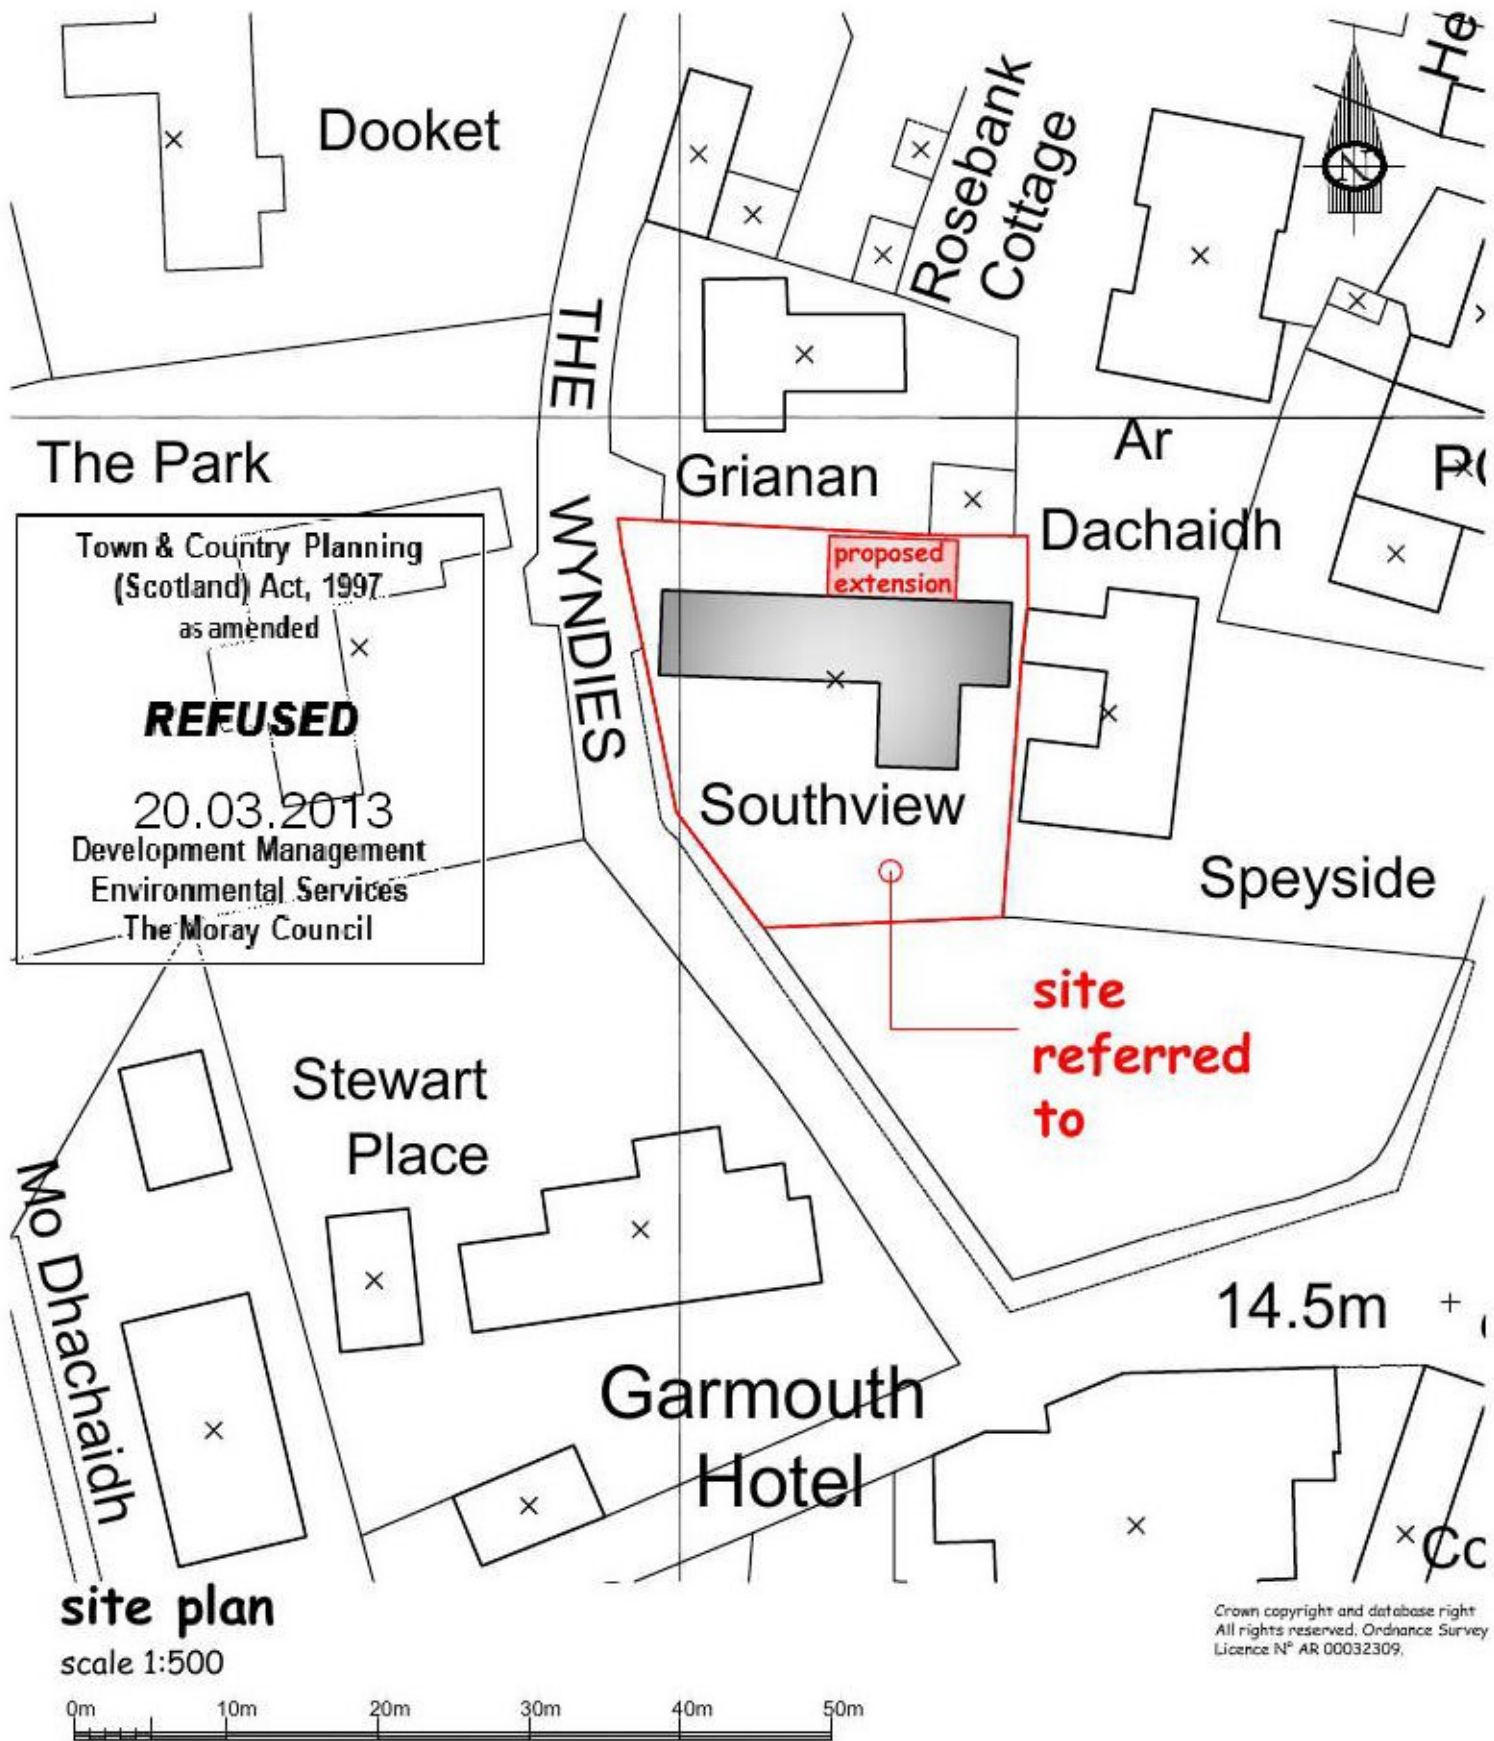 Dooket
Rosebank
Cottage
He
N
THE
WYNDIES
The Park
Grianan
Ar
Dachaidh
Town & Country Planning
(Scotland) Act, 1997
as amended
REFUSED
20.03.2013
Development Management
Environmental Services
The Moray Council
proposed
extension
Southview
Speyside
site
referred
to
Stewart
Place
Mo Dhachaidh
14.5m
Garmouth
Hotel
Co
site plan
scale 1:500
0m 10m 20m 30m 40m 50m
Crown copyright and database right
All rights reserved. Ordnance Survey
Licence Nº AR 00032309.